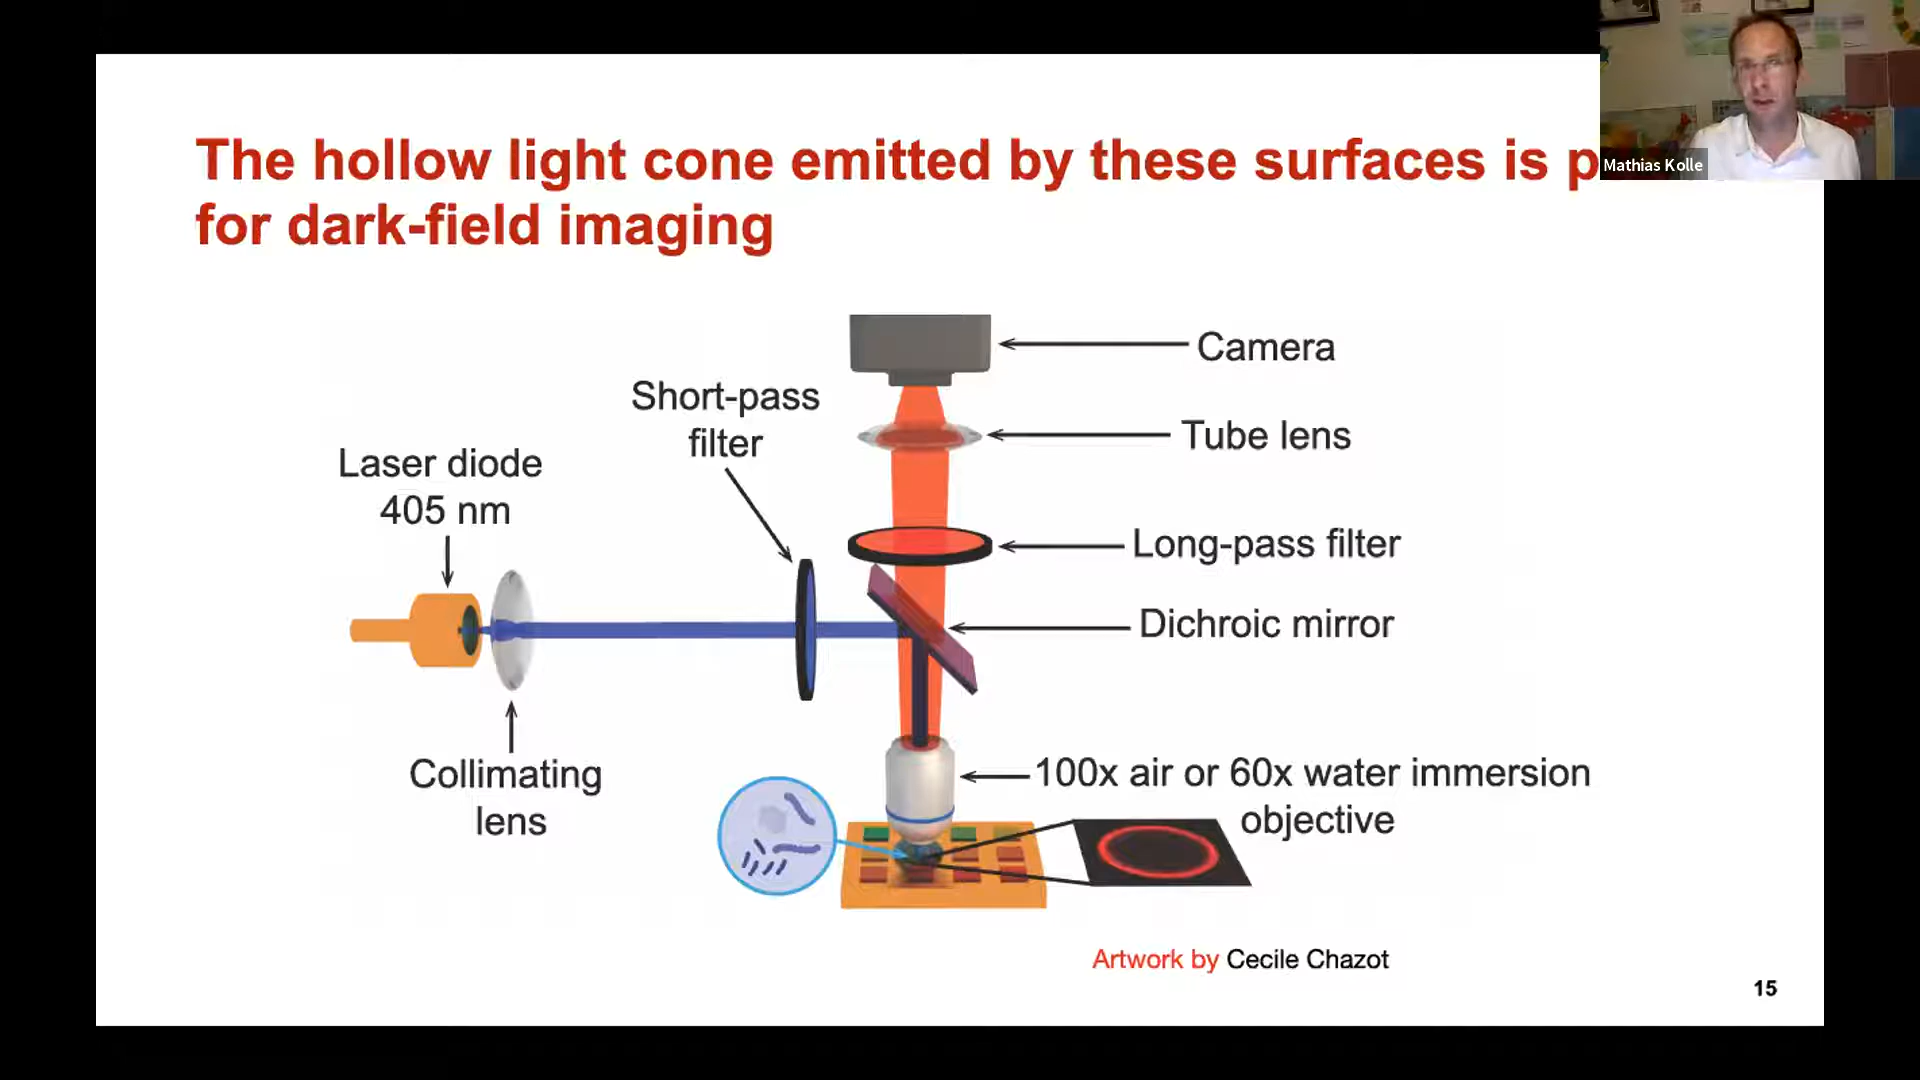 The hollow light cone emitted by these surfaces is
for dark-field imaging
Mathias Kolle
Camera
Short-pass
filter
Tube lens
Laser diode
405 nm
Long-pass filter
Dichroic mirror
Collimating
lens
100x air or 60x water immersion
objective
Artwork by Cecile Chazot
15